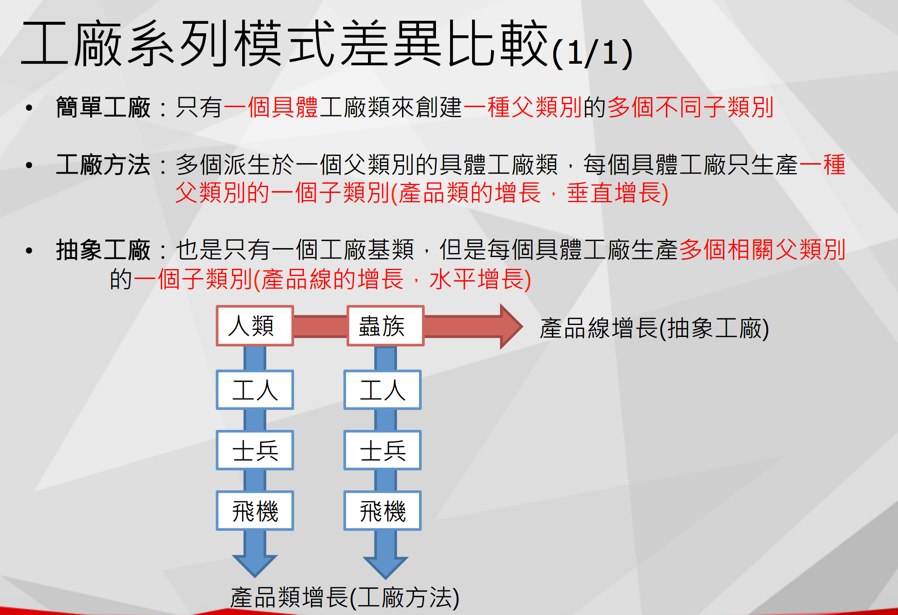 工廠系列模式差異比較(1/1)
• 簡單工廠：只有一個具體工廠類來創建一種父類別的多個不同子類別
• 工廠方法：多個派生於一個父類別的具體工廠類，每個具體工廠只生產一種
父類別的一個子類別(產品類的增長，垂直增長)
• 抽象工廠：也是只有一個工廠基類，但是每個具體工廠生產多個相關父類別
的一個子類別(產品線的增長，水平增長)
人類 蟲族 產品線增長(抽象工廠)
工人 工人
士兵 士兵
飛機 飛機
產品類增長(工廠方法)